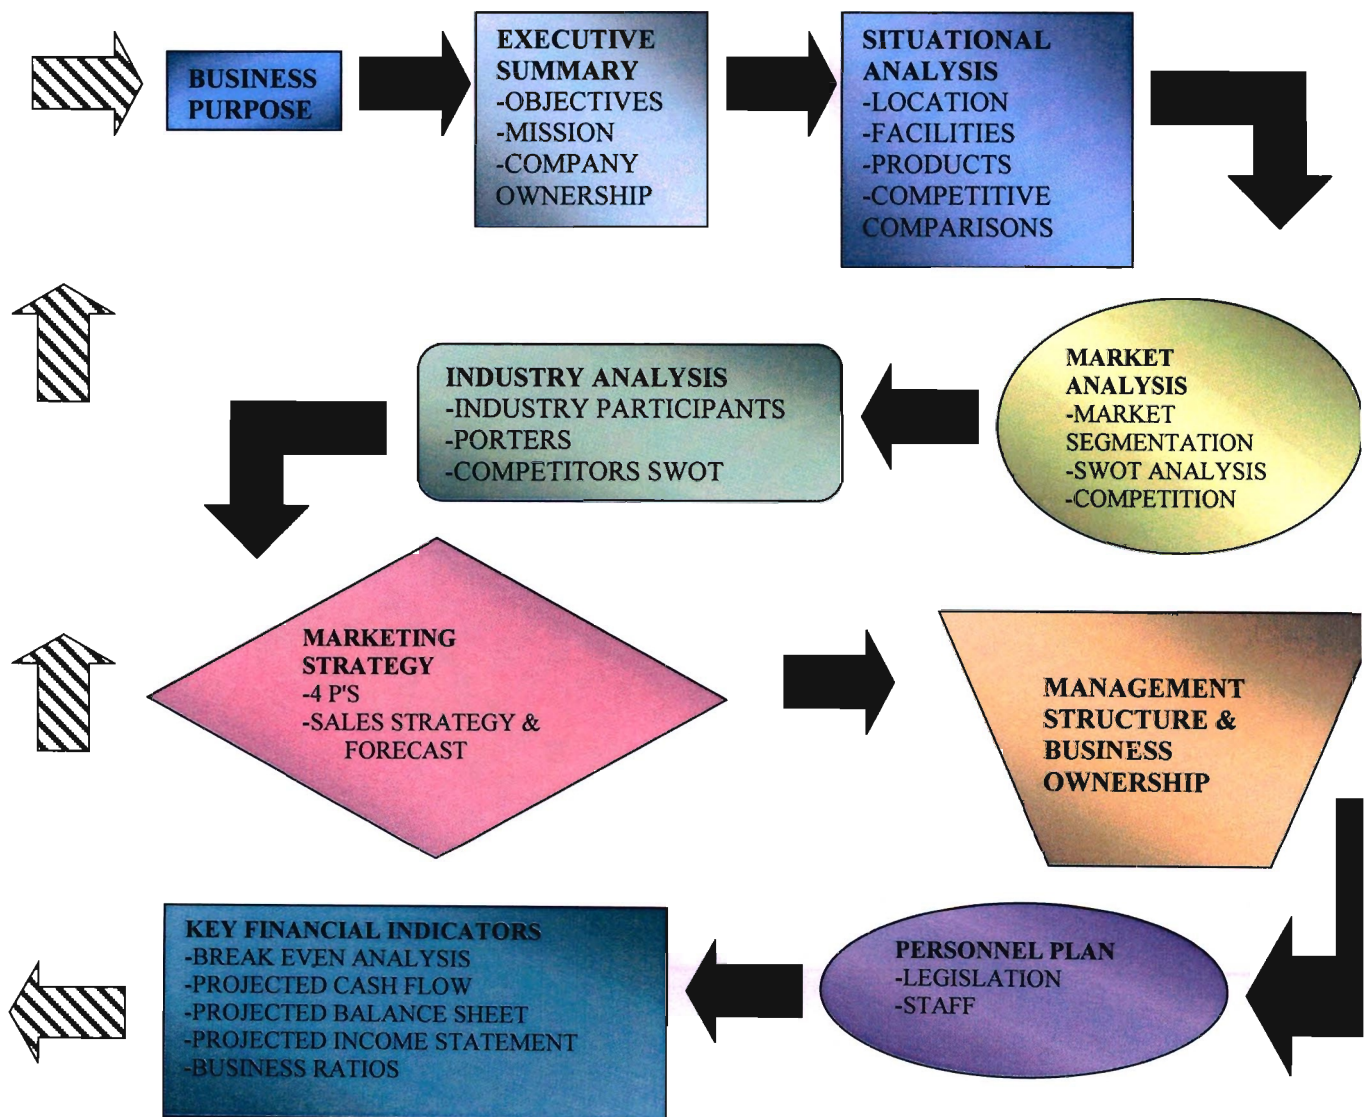 BUSINESS
PURPOSE
EXECUTIVE
SUMMARY
-OBJECTIVES
-MISSION
-COMPANY
OWNERSHIP
SITUATIONAL
ANALYSIS
-LOCATION
-FACILITIES
-PRODUCTS
-COMPETITIVE
COMPARISONS
MARKET
ANALYSIS
-MARKET
SEGMENTATION
-SWOT ANALYSIS
-COMPETITION
INDUSTRY ANALYSIS
-INDUSTRY PARTICIPANTS
-PORTERS
-COMPETITORS SWOT
MARKETING
STRATEGY
-4 P'S
-SALES STRATEGY &
FORECAST
MANAGEMENT
STRUCTURE &
BUSINESS
OWNERSHIP
PERSONNEL PLAN
-LEGISLATION
-STAFF
KEY FINANCIAL INDICATORS
-BREAK EVEN ANALYSIS
-PROJECTED CASH FLOW
-PROJECTED BALANCE SHEET
-PROJECTED INCOME STATEMENT
-BUSINESS RATIOS